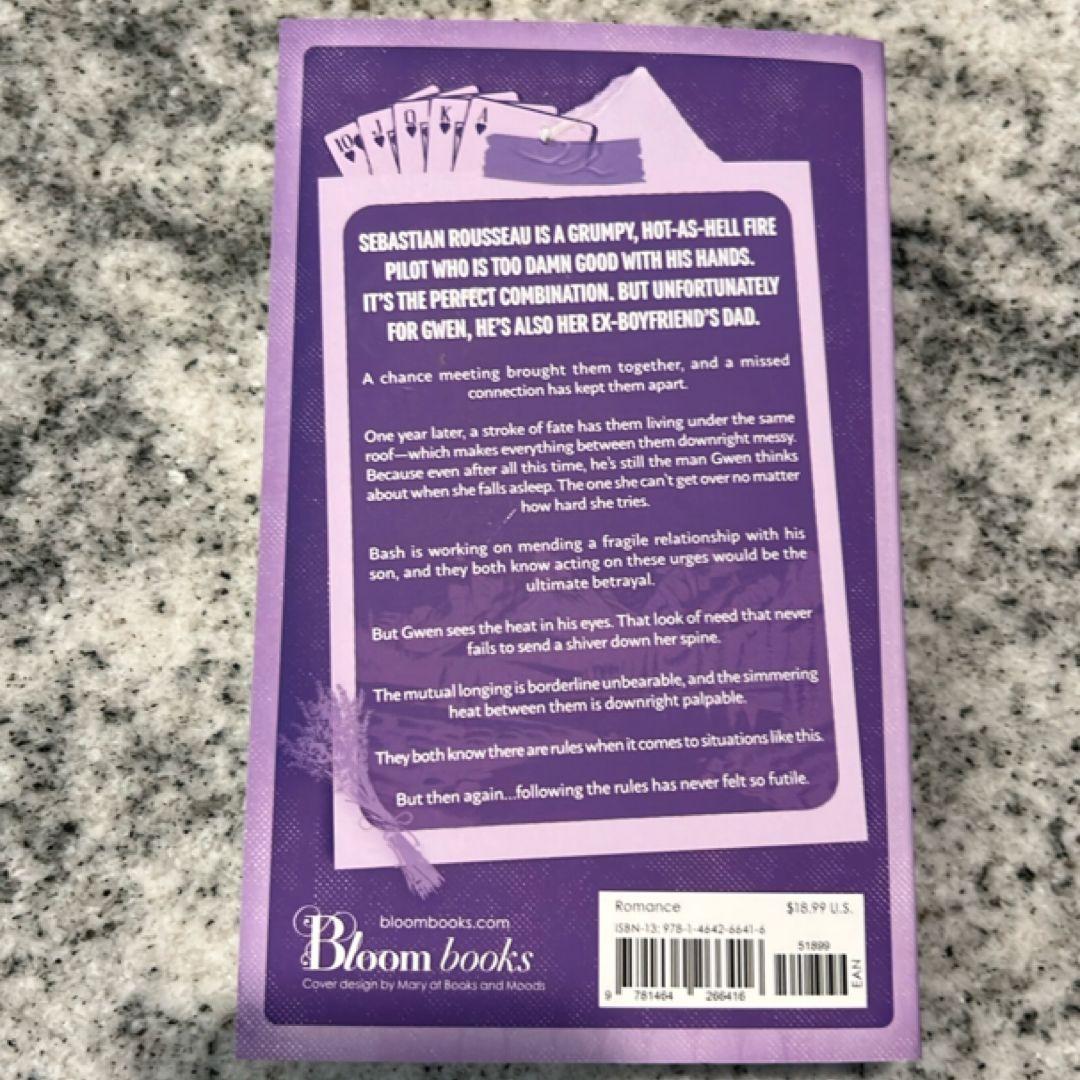 10 J Q K A
SEBASTIAN ROUSSEAU IS A GRUMPY, HOT-AS-HELL FIRE
PILOT WHO IS TOO DAMN GOOD WITH HIS HANDS.
IT'S THE PERFECT COMBINATION. BUT UNFORTUNATELY
FOR GWEN, HE'S ALSO HER EX-BOYFRIEND'S DAD.
A chance meeting brought them together, and a missed
connection has kept them apart.
One year later, a stroke of fate has them living under the same
roof—which makes everything between them downright messy.
Because even after all this time, he's still the man Gwen thinks
about when she falls asleep. The one she can't get over no matter
how hard she tries.
Bash is working on mending a fragile relationship with his
son, and they both know acting on these urges would be the
ultimate betrayal.
But Gwen sees the heat in his eyes. That look of need that never
fails to send a shiver down her spine.
The mutual longing is borderline unbearable, and the simmering
heat between them is downright palpable.
They both know there are rules when it comes to situations like this.
But then again...following the rules has never felt so futile.
bloombooks.com
Bloom books
Cover design by Mary at Books and Moods
Romance $18.99 U.S.
ISBN-13: 978-1-4642-6641-6
51899
9 781464 266416
EAN